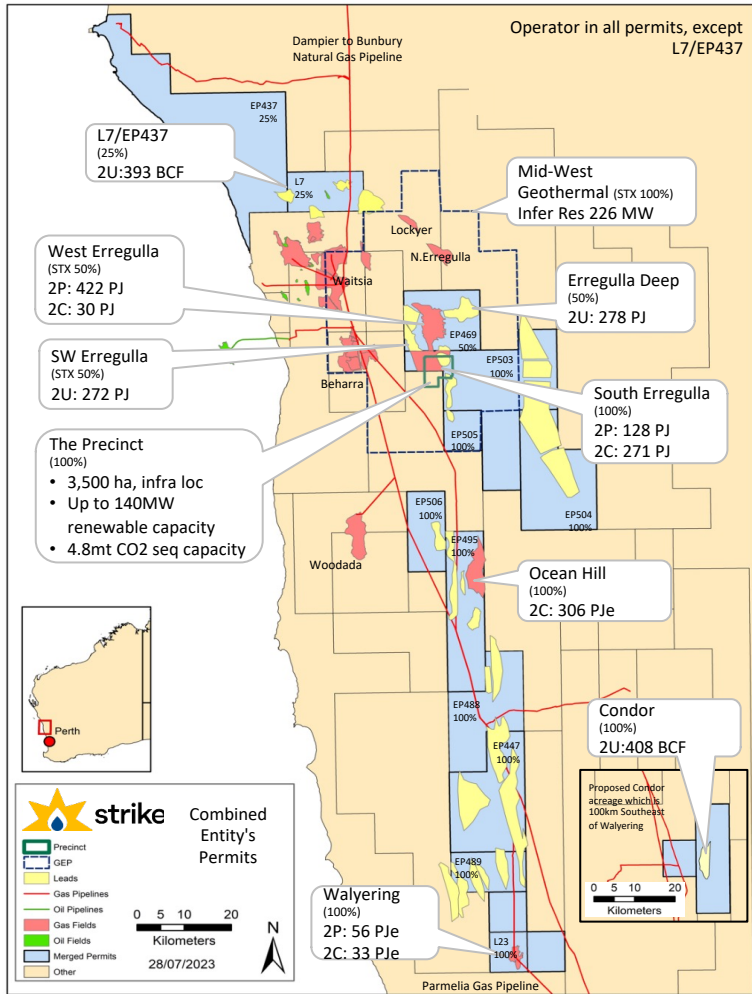 Dampier to Bunbury
Natural Gas Pipeline
Operator in all permits, except
L7/EP437
EP437
25%
L7/EP437
(25%)
2U:393 BCF
L7
25%
Mid-West
Geothermal (STX 100%)
Infer Res 226 MW
Lockyer
N.Erregulla
West Erregulla
(STX 50%)
2P: 422 PJ
2C: 30 PJ
Waitsia
Erregulla Deep
(50%)
2U: 278 PJ
EP469
50%
SW Erregulla
(STX 50%)
2U: 272 PJ
EP503
100%
Beharra
South Erregulla
(100%)
2P: 128 PJ
2C: 271 PJ
The Precinct
(100%)
• 3,500 ha, infra loc
• Up to 140MW
renewable capacity
• 4.8mt CO2 seq capacity
EP505
100%
EP506
100%
EP504
100%
EP495
100%
Woodada
Ocean Hill
(100%)
2C: 306 PJe
Perth
EP488
100%
Condor
(100%)
2U:408 BCF
EP447
100%
Proposed Condor
acreage which is
100km Southeast
of Walyering
0 5 10 20
Kilometers
strike
Combined
Entity's
Permits
Precinct
GEP
Leads
Gas Pipelines
Oil Pipelines
Gas Fields
Oil Fields
Merged Permits
Other
0 5 10 20
Kilometers
28/07/2023
N
EP489
100%
Walyering
(100%)
2P: 56 PJe
2C: 33 PJe
L23
100%
Parmelia Gas Pipeline